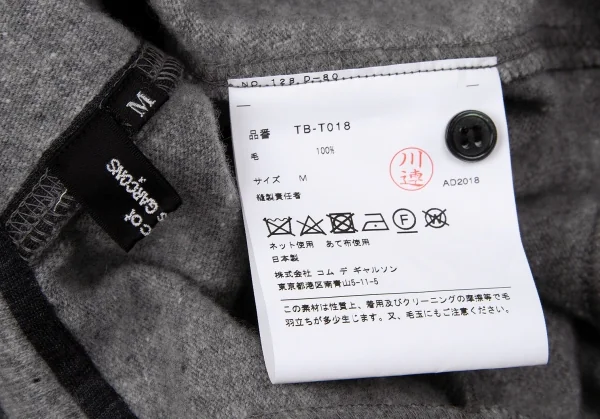 M
cot
S GARÇONS
NO.128 D-80
品番 TB-T018
毛 100%
サイズ M
縫製責任者
川連
AD2018
F
W
ネット使用 あて布使用
日本製
株式会社 コム デ ギャルソン
東京都港区南青山5-11-5
この素材は性質上、着用及びクリーニングの摩擦等で毛
羽立ちが多少生じます。又、毛玉にもご注意ください。